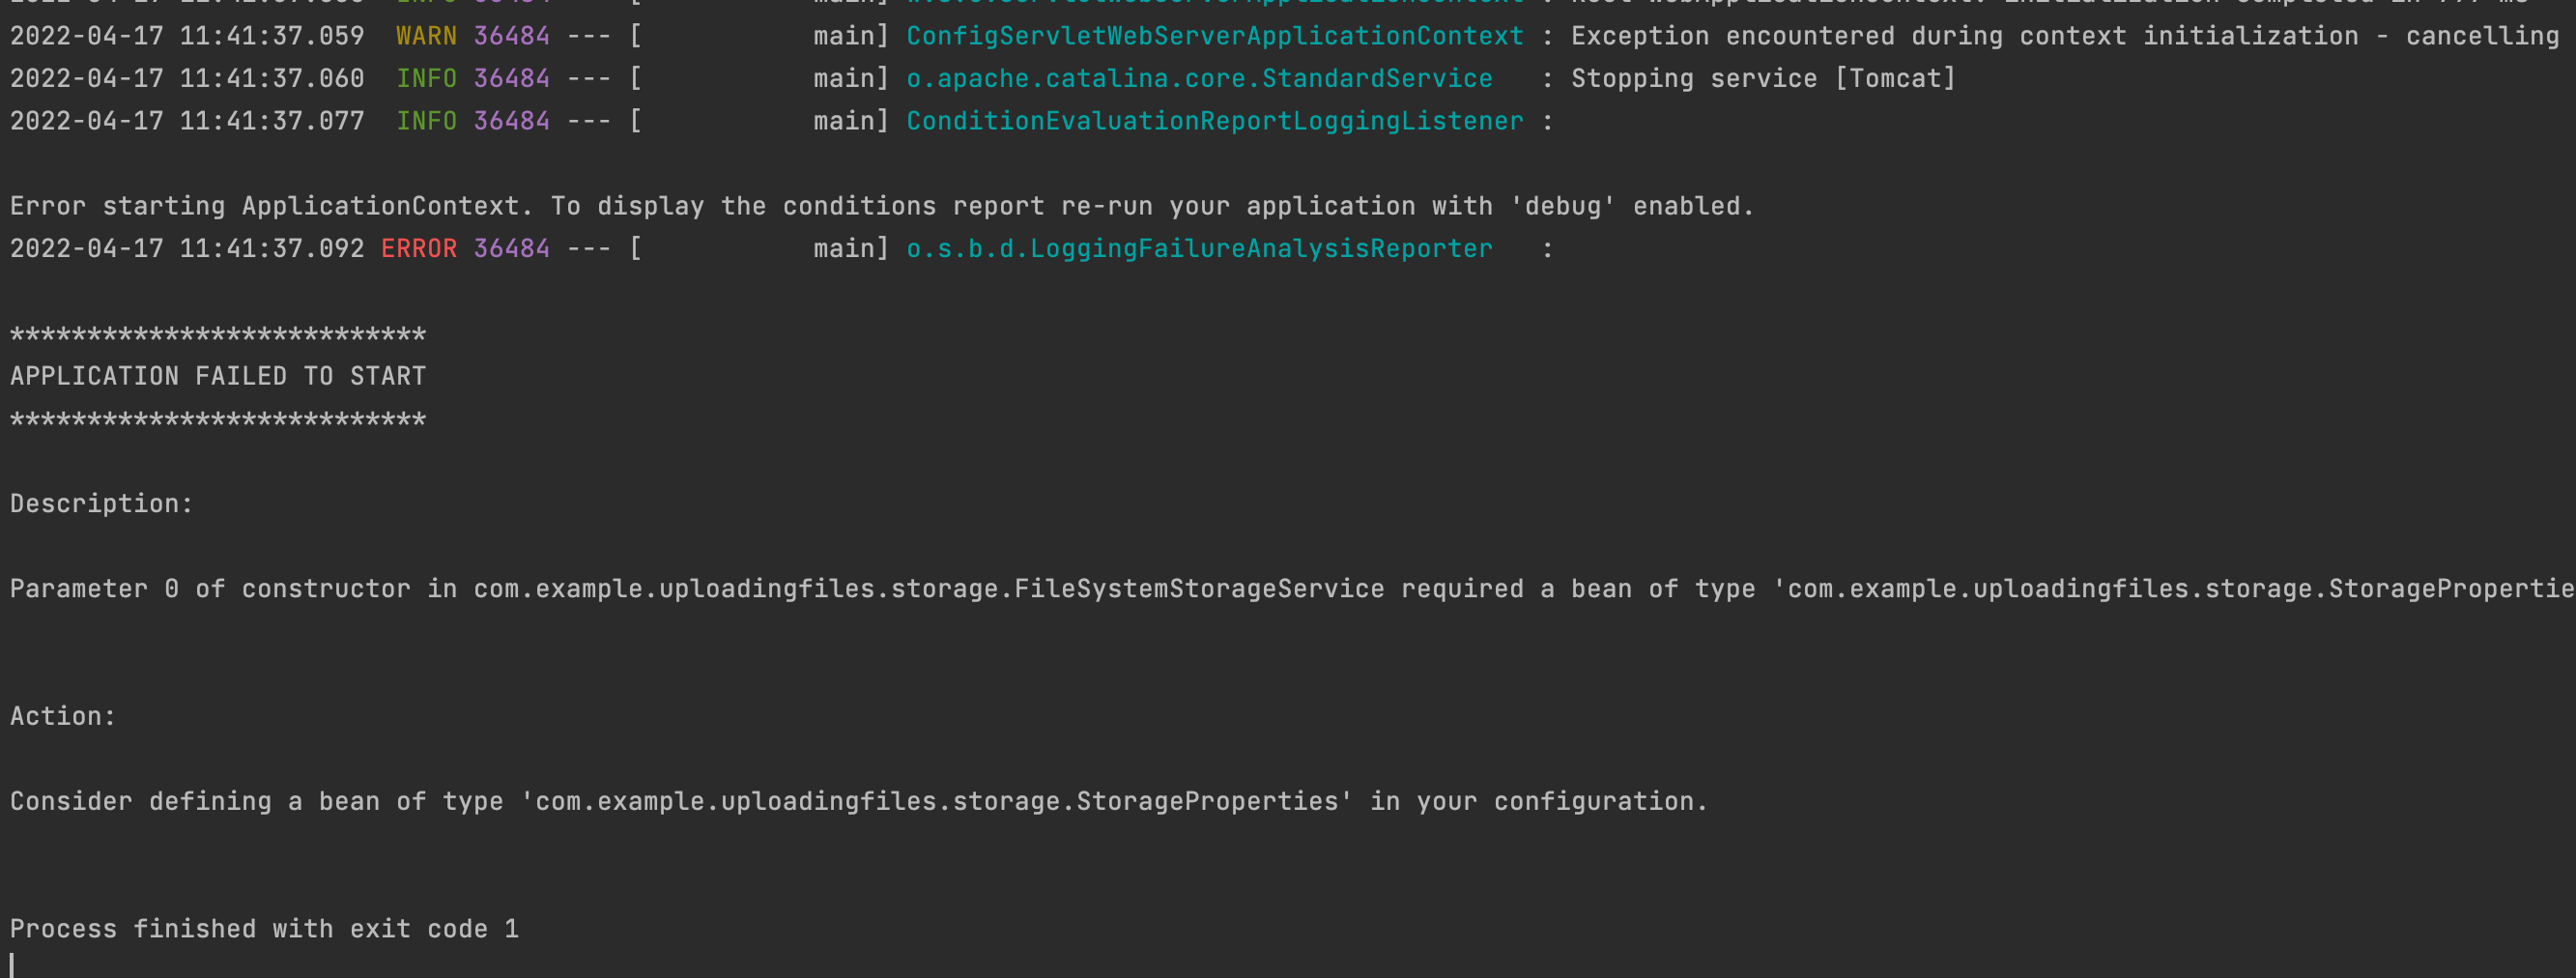 2022-04-17 11:41:37.059  WARN 36484 --- [           main] ConfigServletWebServerApplicationContext : Exception encountered during context initialization - cancelling
2022-04-17 11:41:37.060  INFO 36484 --- [           main] o.apache.catalina.core.StandardService   : Stopping service [Tomcat]
2022-04-17 11:41:37.077  INFO 36484 --- [           main] ConditionEvaluationReportLoggingListener :
Error starting ApplicationContext. To display the conditions report re-run your application with 'debug' enabled.
2022-04-17 11:41:37.092 ERROR 36484 --- [           main] o.s.b.d.LoggingFailureAnalysisReporter   :
***************************
APPLICATION FAILED TO START
***************************
Description:
Parameter 0 of constructor in com.example.uploadingfiles.storage.FileSystemStorageService required a bean of type 'com.example.uploadingfiles.storage.StoragePropertie
Action:
Consider defining a bean of type 'com.example.uploadingfiles.storage.StorageProperties' in your configuration.
Process finished with exit code 1